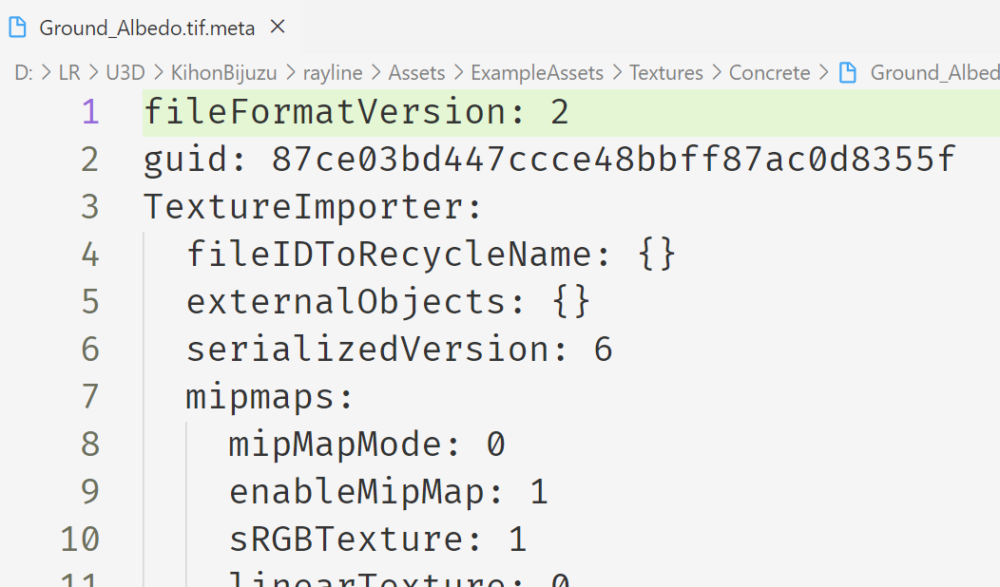 Ground_Albedo.tif.meta
D: > LR > U3D > KihonBijuzu > rayline > Assets > ExampleAssets > Textures > Concrete > Ground_Albed
1 fileFormatVersion: 2
2 guid: 87ce03bd447ccce48bbff87ac0d8355f
3 TextureImporter:
4 fileIDToRecycleName: {}
5 externalObjects: {}
6 serializedVersion: 6
7 mipmaps:
8 mipMapMode: 0
9 enableMipMap: 1
10 sRGBTexture: 1
11 linearTexture: 0